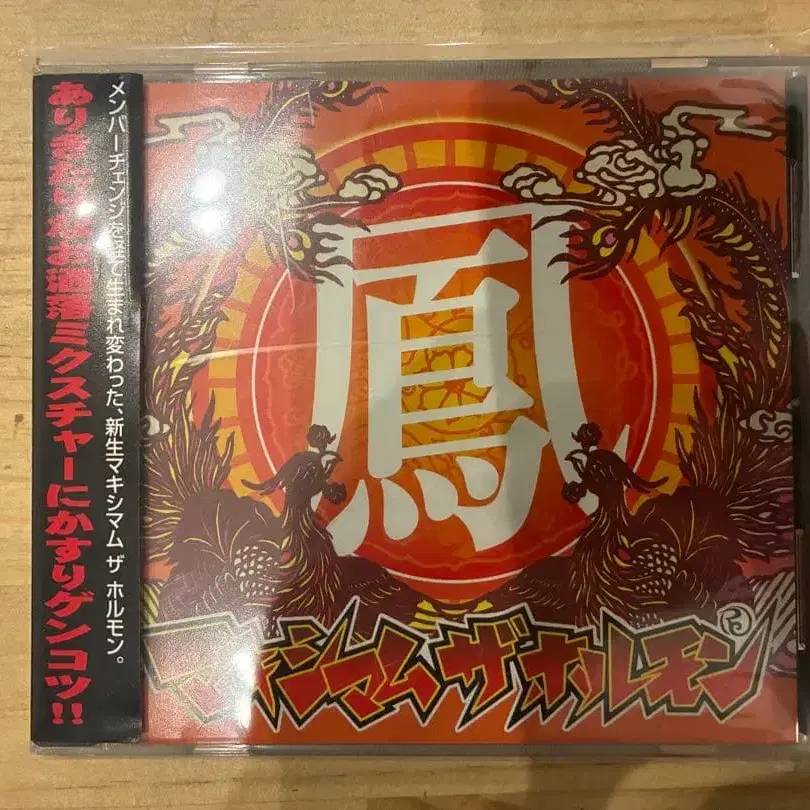 メンバーチェンジを経て生まれ変わった、新生マキシマム ザ ホルモン。
ありきたりなお洒落ミクスチャーにかすりゲンコツ!!
鳳
マキシマムザホルモン